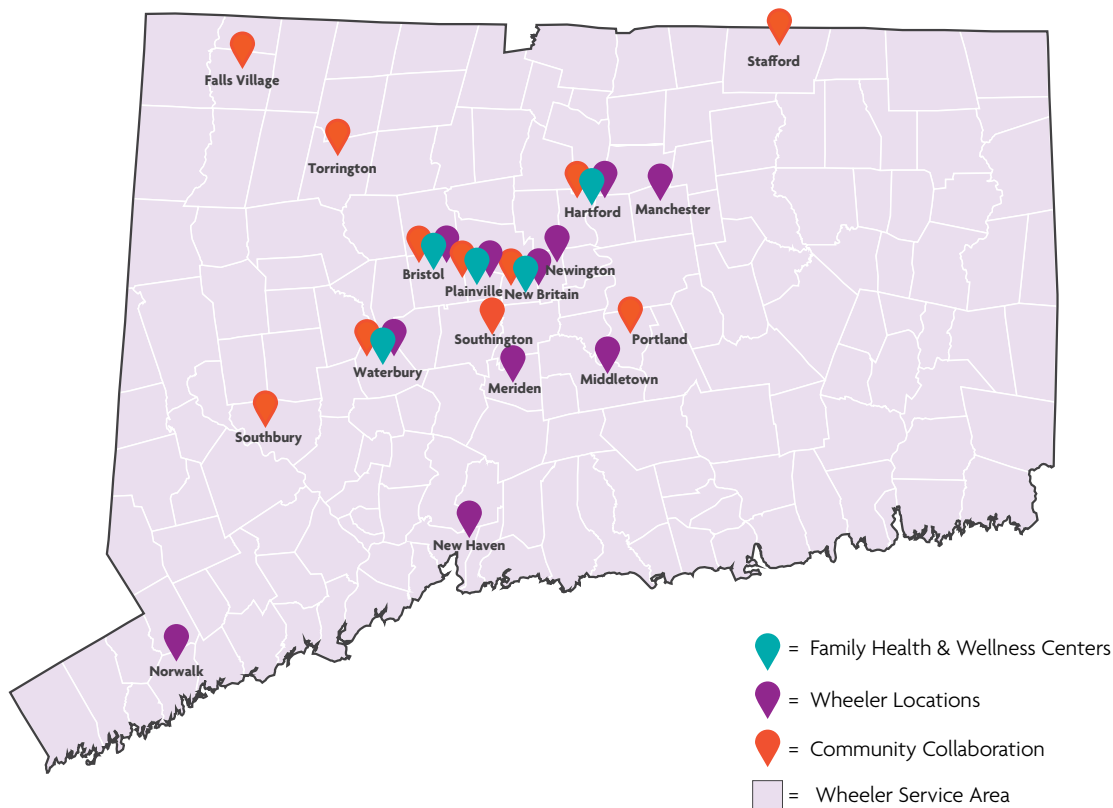 Stafford
Falls Village
Torrington
Hartford
Manchester
Bristol
Newington
Plainville
New Britain
Southington
Portland
Waterbury
Middletown
Meriden
Southbury
New Haven
Norwalk
= Family Health & Wellness Centers
= Wheeler Locations
= Community Collaboration
= Wheeler Service Area